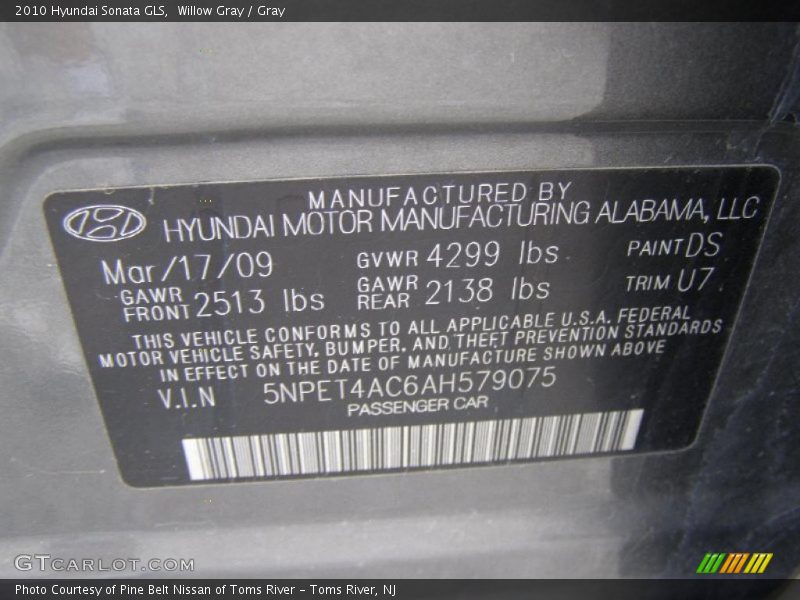 2010 Hyundai Sonata GLS,  Willow Gray / Gray
MANUFACTURED BY
HYUNDAI MOTOR MANUFACTURING ALABAMA, LLC
Mar/17/09 GVWR 4299 lbs PAINT DS
GAWR FRONT 2513 lbs GAWR REAR 2138 lbs TRIM U7
THIS VEHICLE CONFORMS TO ALL APPLICABLE U.S.A. FEDERAL
MOTOR VEHICLE SAFETY, BUMPER, AND THEFT PREVENTION STANDARDS
IN EFFECT ON THE DATE OF MANUFACTURE SHOWN ABOVE
V.I.N 5NPET4AC6AH579075
PASSENGER CAR
GTCARLOT.COM
Photo Courtesy of Pine Belt Nissan of Toms River – Toms River, NJ